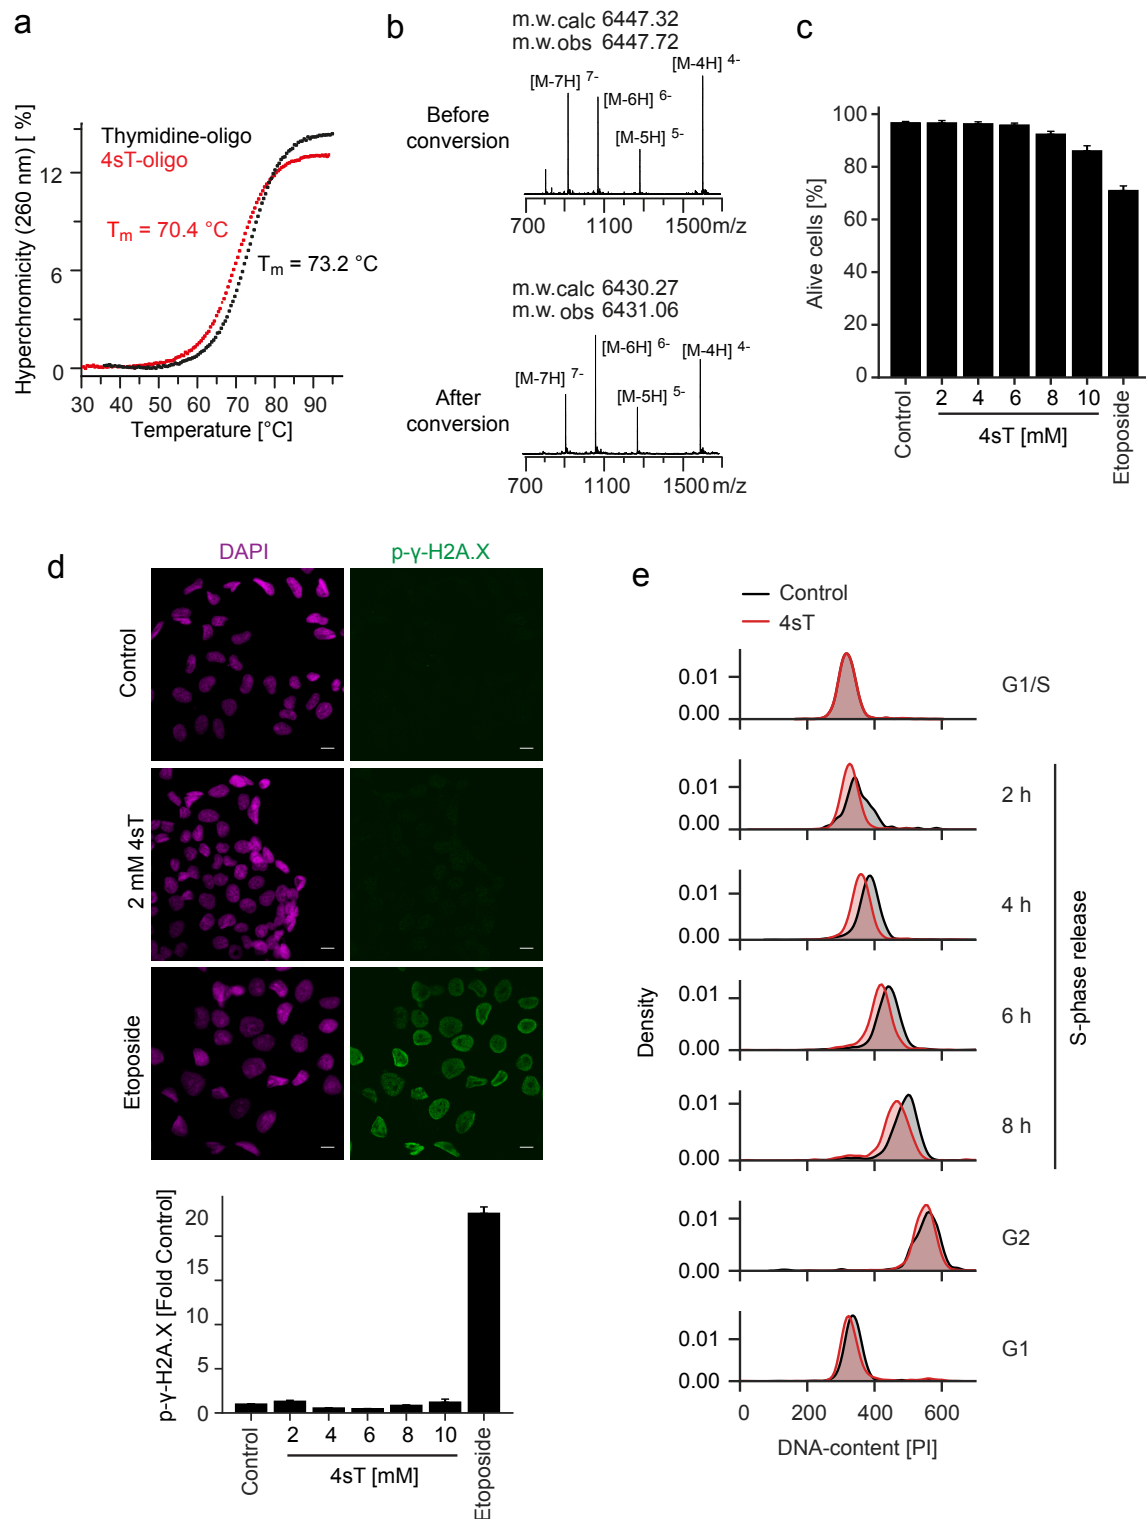 a
Hyperchromicity (260 nm) [ %]
12
6
0
Thymidine-oligo
4sT-oligo
Tm = 70.4 °C
Tm = 73.2 °C
30 50 60 70 80 90
Temperature [°C]
b
m.w.calc 6447.32
m.w.obs 6447.72
Before conversion
[M-7H] 7-
[M-6H] 6-
[M-5H] 5-
[M-4H] 4-
700 1100 1500 m/z
m.w.calc 6430.27
m.w.obs 6431.06
After conversion
[M-7H] 7-
[M-6H] 6-
[M-5H] 5-
[M-4H] 4-
700 1100 1500 m/z
c
Alive cells [%]
100
80
60
40
20
0
Control 2 4 6 8 10 Etoposide
4sT [mM]
d
DAPI p-γ-H2A.X
Control
2 mM 4sT
Etoposide
p-γ-H2A.X [Fold Control]
20
15
10
5
0
Control 2 4 6 8 10 Etoposide
4sT [mM]
e
Control
4sT
Density
0.01
0.00
G1/S
0.01
0.00
2 h
0.01
0.00
4 h
0.01
0.00
6 h
0.01
0.00
8 h
S-phase release
0.01
0.00
G2
0.01
0.00
G1
0 200 400 600
DNA-content [PI]